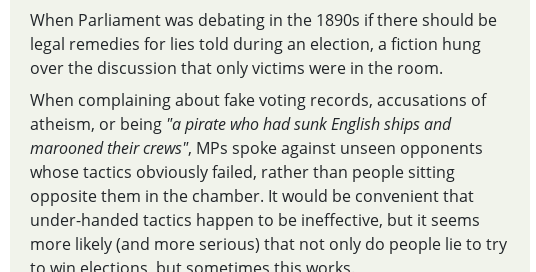 When Parliament was debating in the 1890s if there should be
legal remedies for lies told during an election, a fiction hung
over the discussion that only victims were in the room.
When complaining about fake voting records, accusations of
atheism, or being "a pirate who had sunk English ships and
marooned their crews", MPs spoke against unseen opponents
whose tactics obviously failed, rather than people sitting
opposite them in the chamber. It would be convenient that
under-handed tactics happen to be ineffective, but it seems
more likely (and more serious) that not only do people lie to try
to win elections, but sometimes this works.